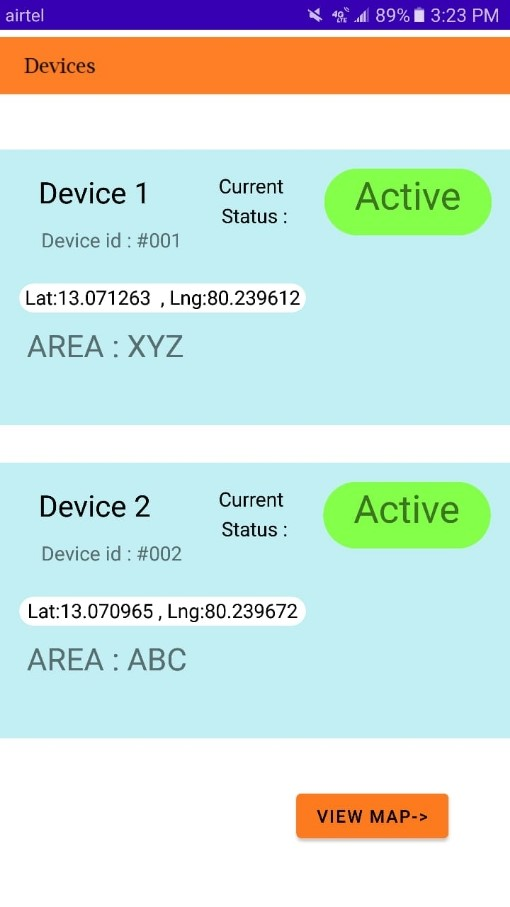 airtel 4G LTE 89% 3:23 PM
Devices
Device 1
Current
Status :
Active
Device id : #001
Lat:13.071263 , Lng:80.239612
AREA : XYZ
Device 2
Current
Status :
Active
Device id : #002
Lat:13.070965 , Lng:80.239672
AREA : ABC
VIEW MAP->